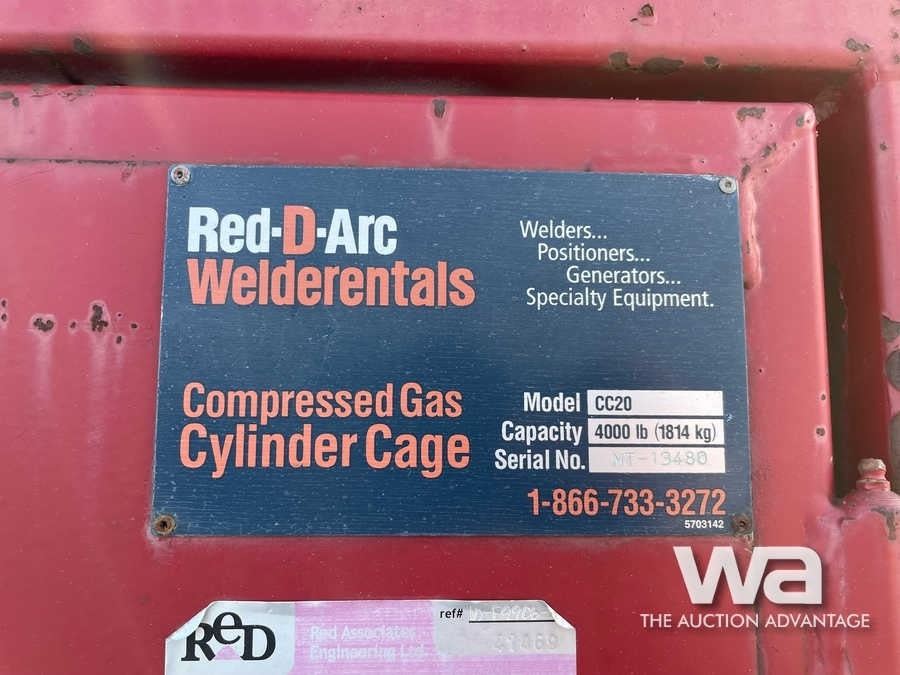 Red-D-Arc
Welderentals
Welders...
Positioners...
Generators...
Specialty Equipment.
Compressed Gas
Cylinder Cage
Model CC20
Capacity 4000 lb (1814 kg)
Serial No. MT-13480
1-866-733-3272
5703142
ReD
Red Associates
Engineering Ltd.
ref#
wa
THE AUCTION ADVANTAGE